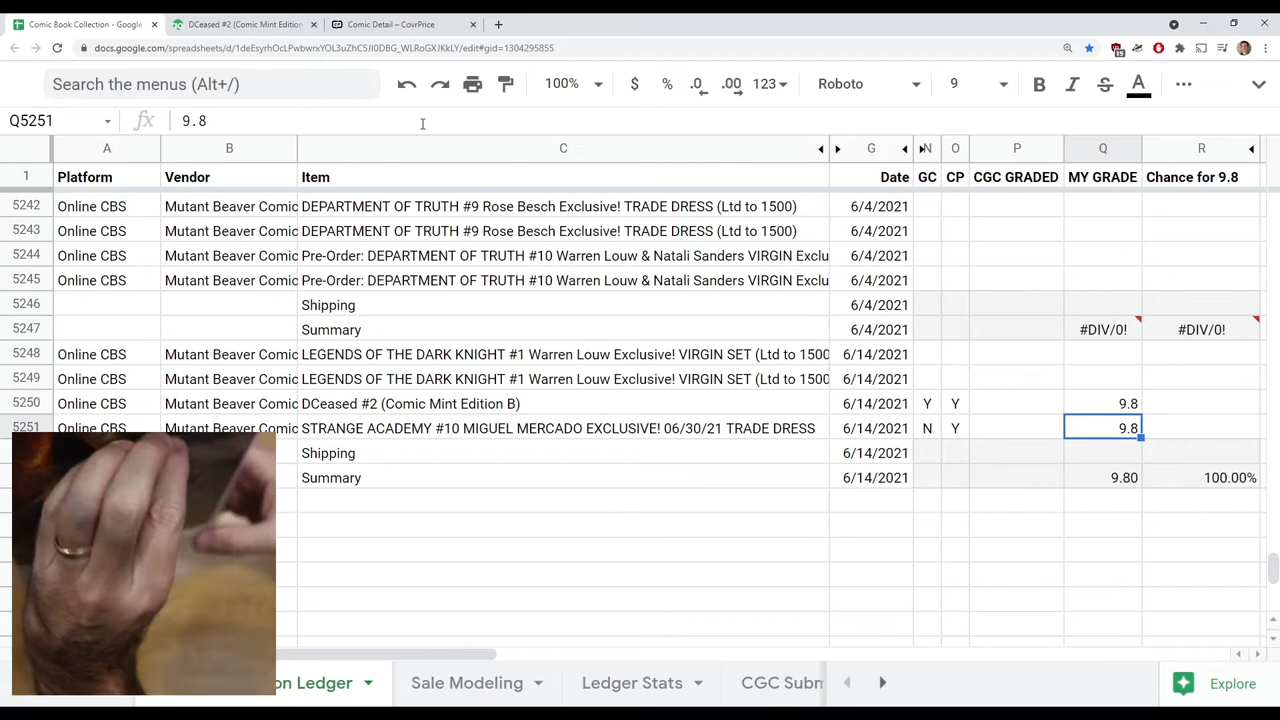 Comic Book Collection - Google
DCeased #2 (Comic Mint Edition
Comic Detail – CovrPrice
docs.google.com/spreadsheets/d/1deEsyrhOcLPwbwrxYOL3uZhC5JI0DBG_WLRoGXJKkLY/edit#gid=1304295855
Search the menus (Alt+/)
100%
$ % .0 .00 123
Roboto 9 B I S A
Q5251 fx 9.8
A B C G N O P Q R
1 Platform Vendor Item Date GC CP CGC GRADED MY GRADE Chance for 9.8
5242 Online CBS Mutant Beaver Comic DEPARTMENT OF TRUTH #9 Rose Besch Exclusive! TRADE DRESS (Ltd to 1500) 6/4/2021
5243 Online CBS Mutant Beaver Comic DEPARTMENT OF TRUTH #9 Rose Besch Exclusive! TRADE DRESS (Ltd to 1500) 6/4/2021
5244 Online CBS Mutant Beaver Comic Pre-Order: DEPARTMENT OF TRUTH #10 Warren Louw & Natali Sanders VIRGIN Exclu 6/4/2021
5245 Online CBS Mutant Beaver Comic Pre-Order: DEPARTMENT OF TRUTH #10 Warren Louw & Natali Sanders VIRGIN Exclu 6/4/2021
5246 Shipping 6/4/2021
5247 Summary 6/4/2021 #DIV/0! #DIV/0!
5248 Online CBS Mutant Beaver Comic LEGENDS OF THE DARK KNIGHT #1 Warren Louw Exclusive! VIRGIN SET (Ltd to 1500 6/14/2021
5249 Online CBS Mutant Beaver Comic LEGENDS OF THE DARK KNIGHT #1 Warren Louw Exclusive! VIRGIN SET (Ltd to 1500 6/14/2021
5250 Online CBS Mutant Beaver Comic DCeased #2 (Comic Mint Edition B) 6/14/2021 Y Y 9.8
5251 Online CBS Mutant Beaver Comic STRANGE ACADEMY #10 MIGUEL MERCADO EXCLUSIVE! 06/30/21 TRADE DRESS 6/14/2021 N Y 9.8
Shipping 6/14/2021
Summary 6/14/2021 9.80 100.00%
on Ledger Sale Modeling Ledger Stats CGC Subm Explore